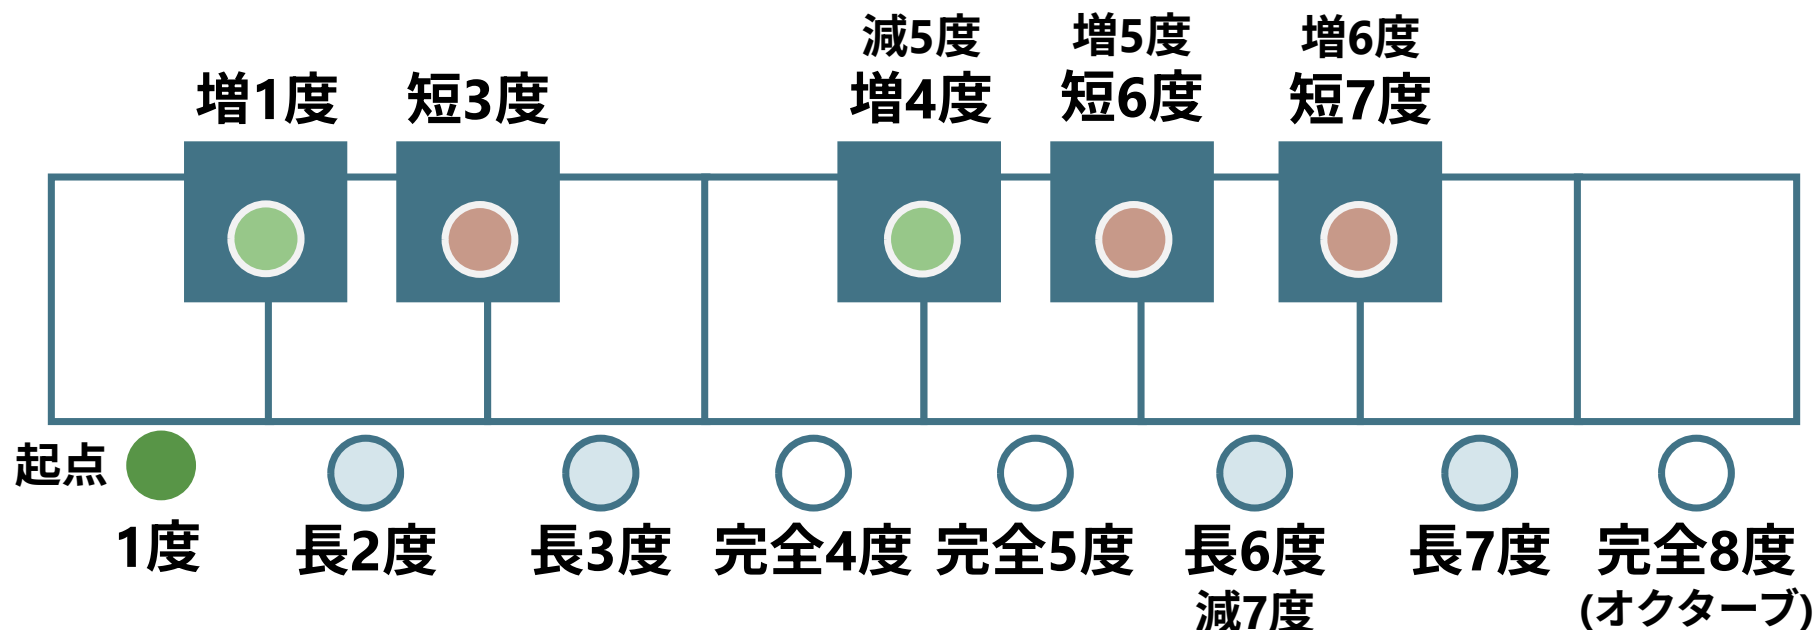 減5度
増5度
増6度
増1度
短3度
増4度
短6度
短7度
起点
1度
長2度
長3度
完全4度
完全5度
長6度
長7度
完全8度
減7度
(オクターブ)